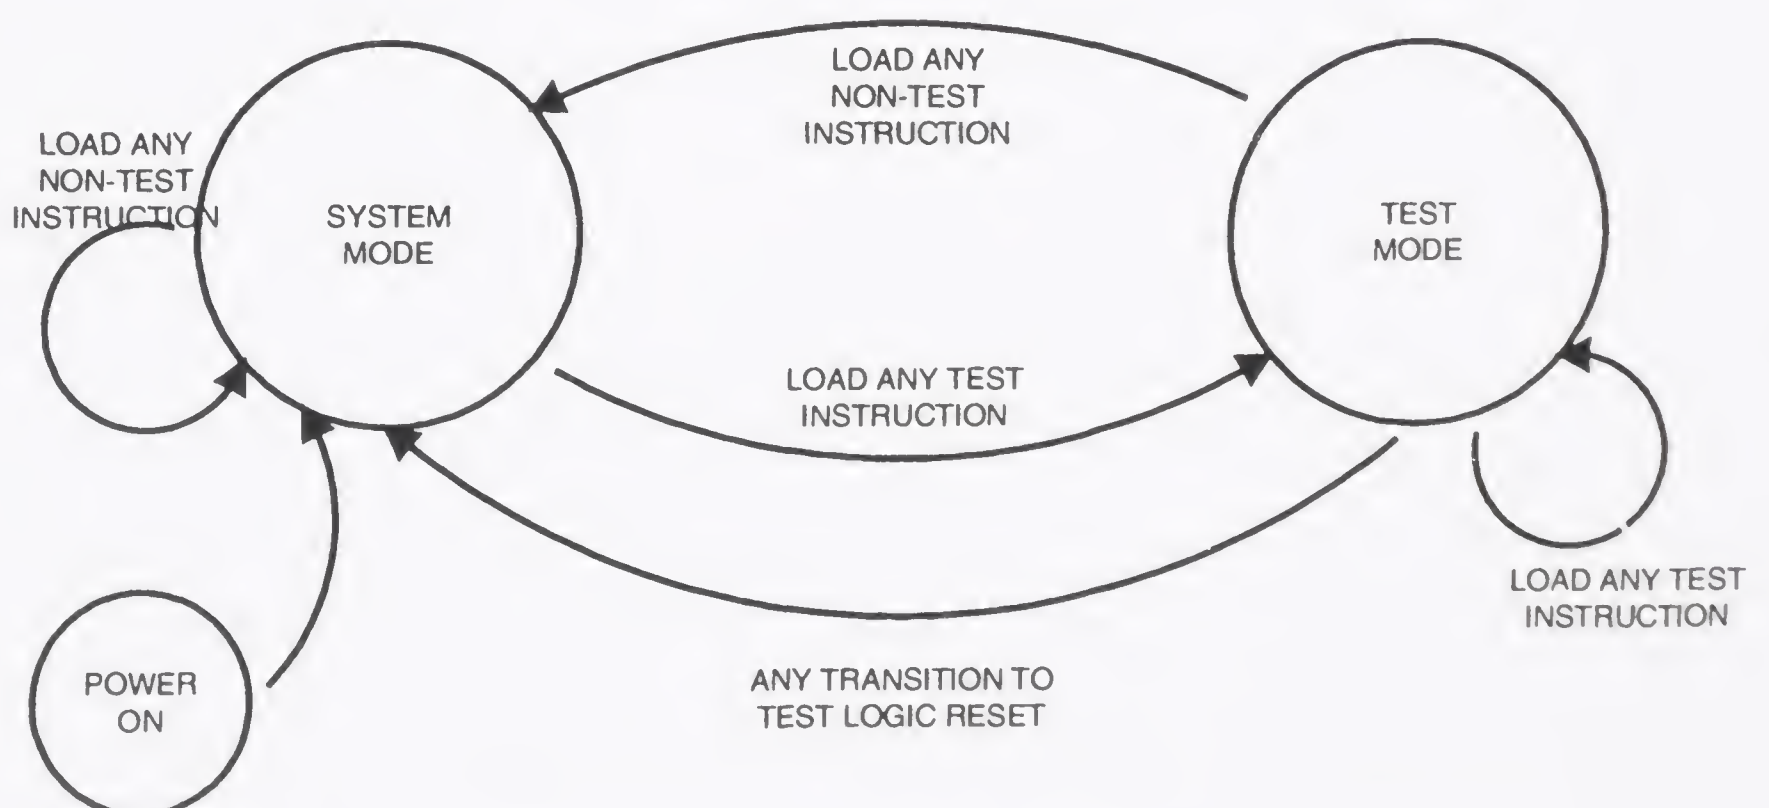 LOAD ANY
NON-TEST
INSTRUCTION
LOAD ANY
NON-TEST
INSTRUCTION
SYSTEM
MODE
TEST
MODE
LOAD ANY TEST
INSTRUCTION
LOAD ANY TEST
INSTRUCTION
POWER
ON
ANY TRANSITION TO
TEST LOGIC RESET